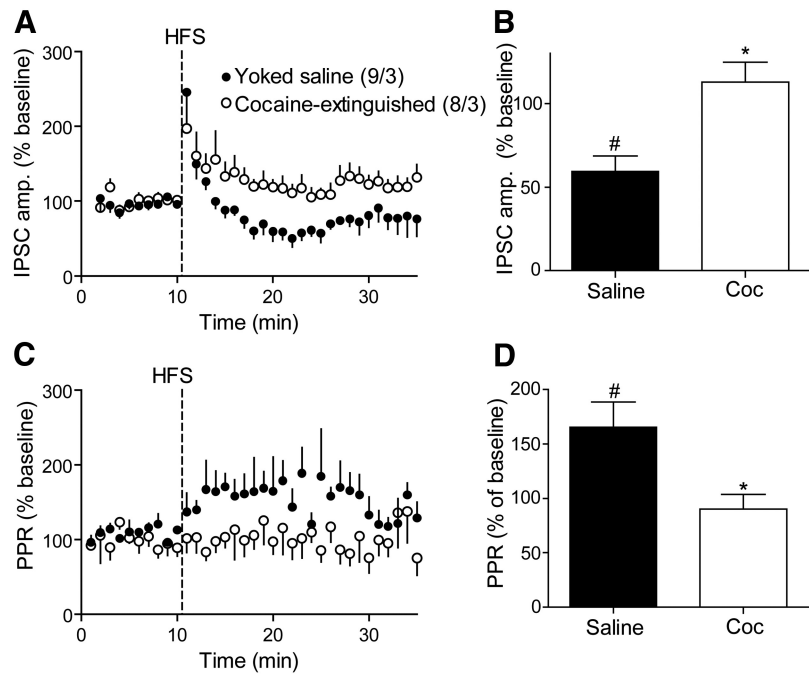 A
HFS
IPSC amp. (% baseline)
300
200
100
0
Yoked saline (9/3)
Cocaine-extinguished (8/3)
0
10
20
30
Time (min)
B
IPSC amp. (% baseline)
100
50
0
#
*
Saline
Coc
C
HFS
PPR (% baseline)
300
200
100
0
0
10
20
30
Time (min)
D
PPR (% of baseline)
200
150
100
50
0
#
*
Saline
Coc